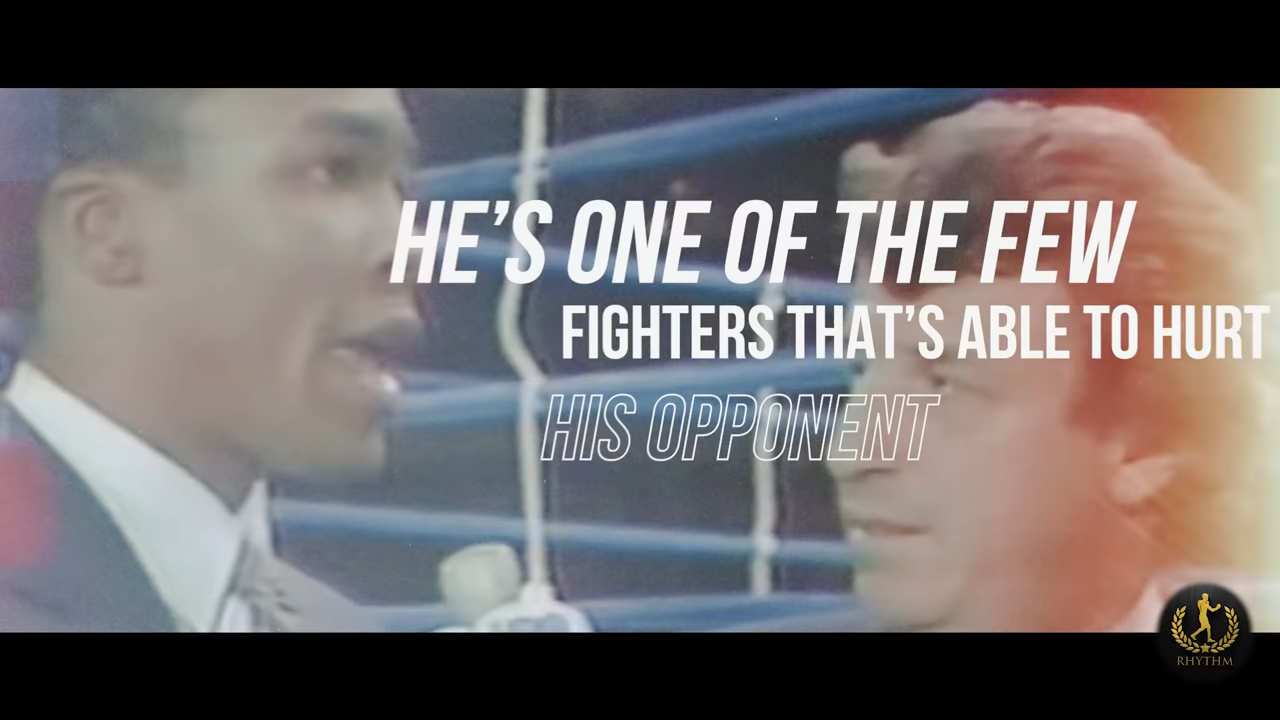 HE'S ONE OF THE FEW
FIGHTERS THAT'S ABLE TO HURT
HIS OPPONENT
RHYTHM